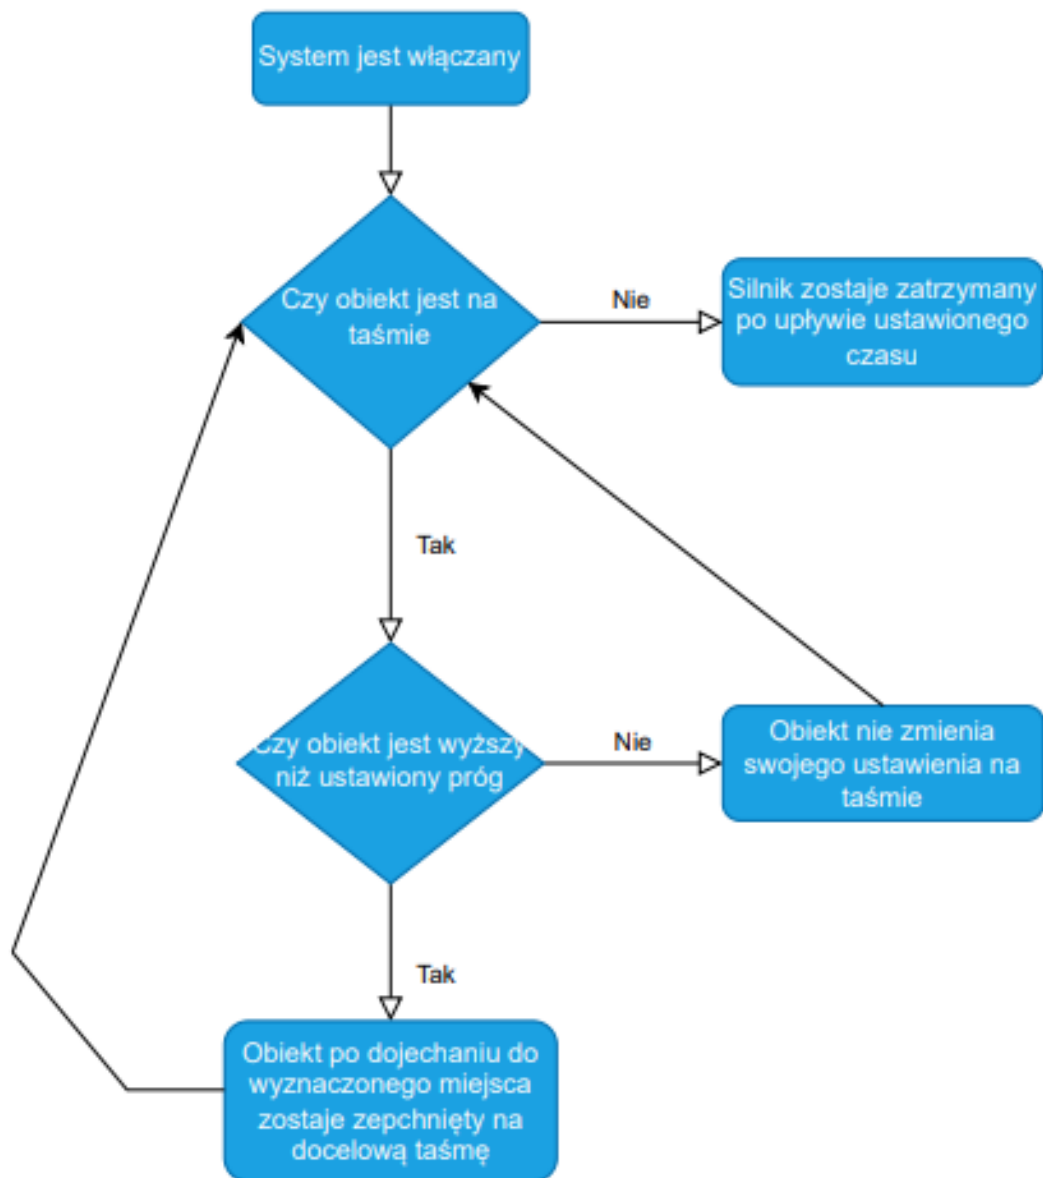 System jest włączany
Czy obiekt jest na
taśmie
Nie
Silnik zostaje zatrzymany
po upływie ustawionego
czasu
Tak
Czy obiekt jest wyższy
niż ustawiony próg
Nie
Obiekt nie zmienia
swojego ustawienia na
taśmie
Tak
Obiekt po dojechaniu do
wyznaczonego miejsca
zostaje zepchnięty na
docelową taśmę